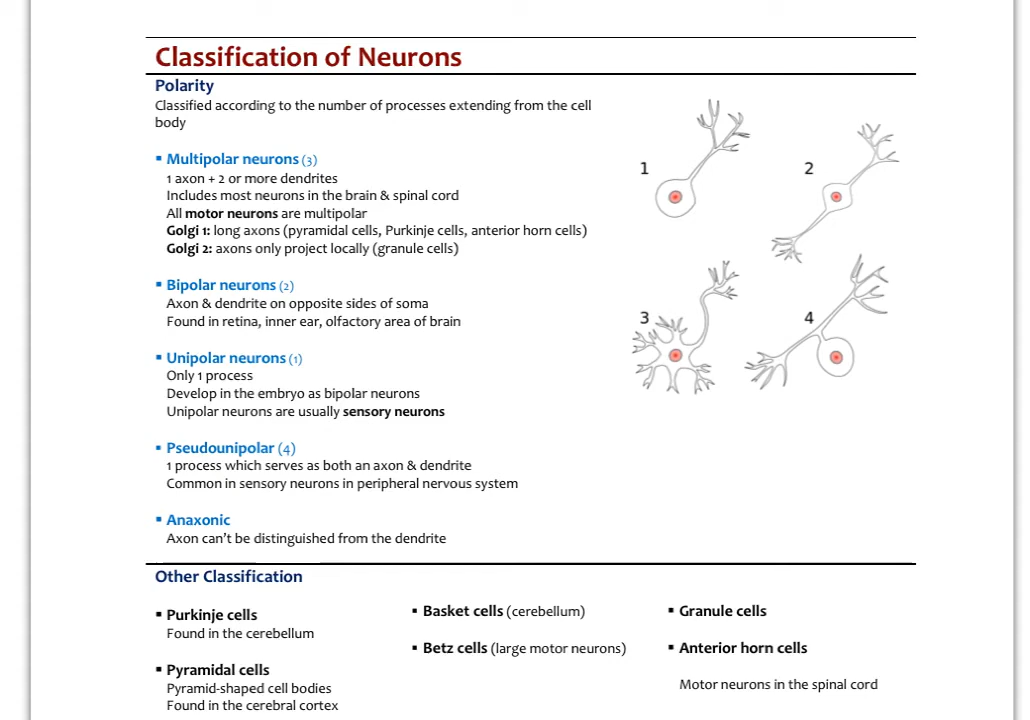 Classification of Neurons
Polarity
Classified according to the number of processes extending from the cell
body
▪ Multipolar neurons (3)
1 axon + 2 or more dendrites
Includes most neurons in the brain & spinal cord
All motor neurons are multipolar
Golgi 1: long axons (pyramidal cells, Purkinje cells, anterior horn cells)
Golgi 2: axons only project locally (granule cells)
▪ Bipolar neurons (2)
Axon & dendrite on opposite sides of soma
Found in retina, inner ear, olfactory area of brain
▪ Unipolar neurons (1)
Only 1 process
Develop in the embryo as bipolar neurons
Unipolar neurons are usually sensory neurons
▪ Pseudounipolar (4)
1 process which serves as both an axon & dendrite
Common in sensory neurons in peripheral nervous system
▪ Anaxonic
Axon can't be distinguished from the dendrite
1
2
3
4
Other Classification
▪ Purkinje cells
Found in the cerebellum
▪ Pyramidal cells
Pyramid-shaped cell bodies
Found in the cerebral cortex
▪ Basket cells (cerebellum)
▪ Betz cells (large motor neurons)
▪ Granule cells
▪ Anterior horn cells
Motor neurons in the spinal cord